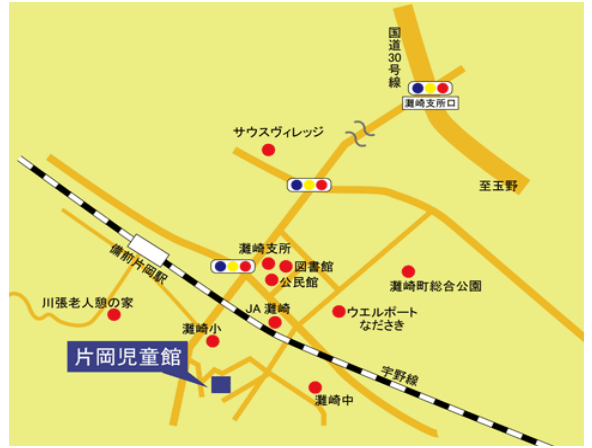 国道30号線
灘崎支所口
サウスヴィレッジ
至玉野
備前片岡駅
灘崎支所
図書館
公民館
灘崎町総合公園
川張老人憩の家
JA灘崎
ウエルポート
なださき
灘崎小
片岡児童館
宇野線
灘崎中